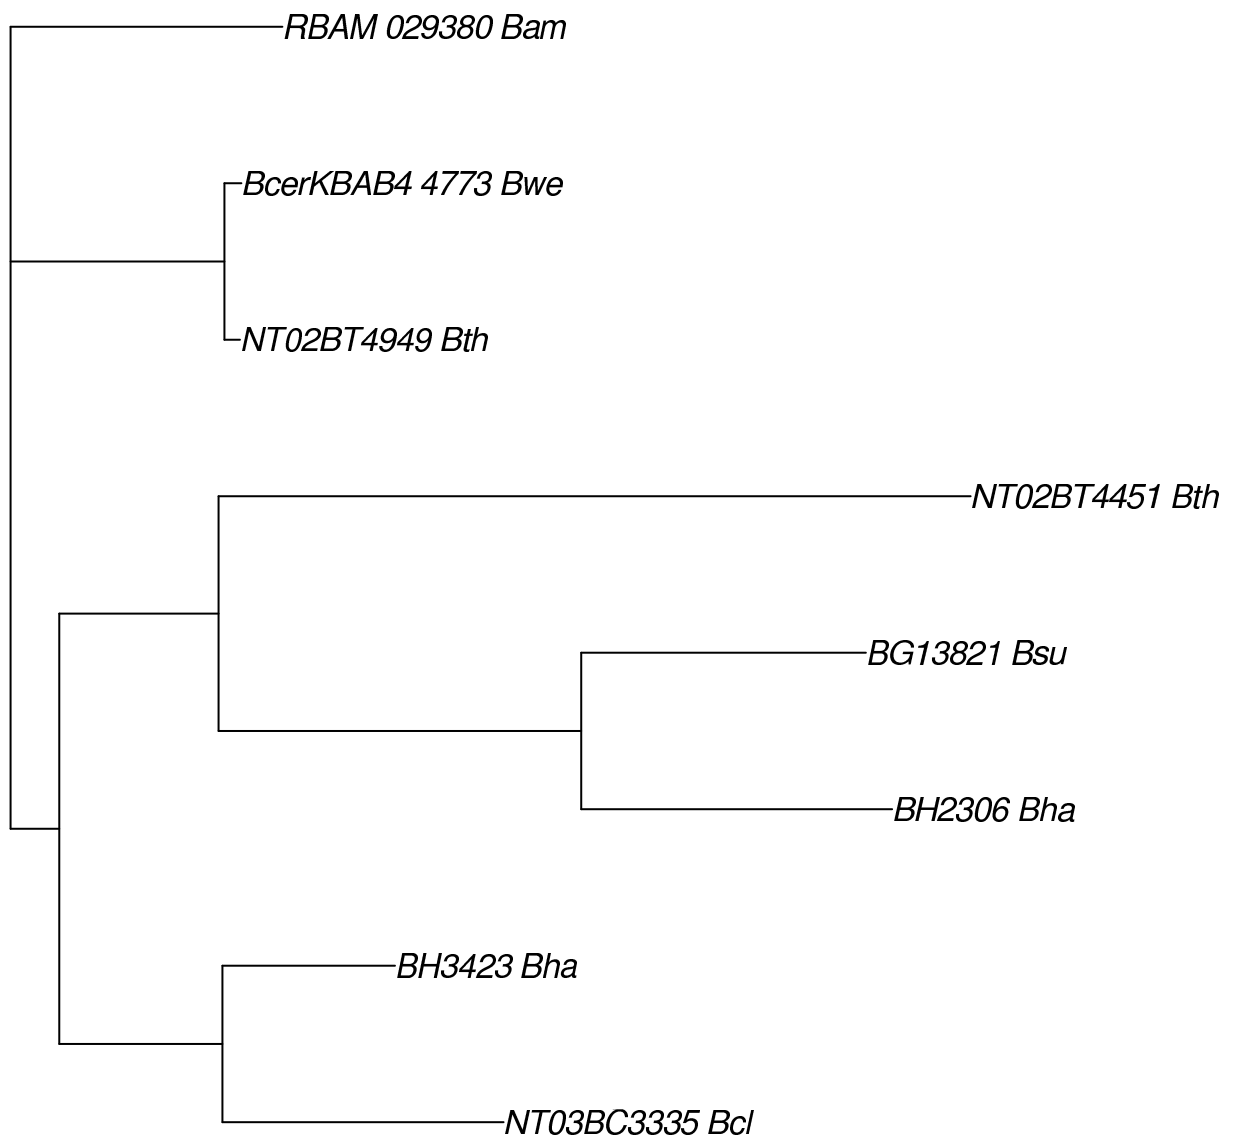 RBAM 029380 Bam
BcerKBAB4 4773 Bwe
NT02BT4949 Bth
NT02BT4451 Bth
BG13821 Bsu
BH2306 Bha
BH3423 Bha
NT03BC3335 Bcl